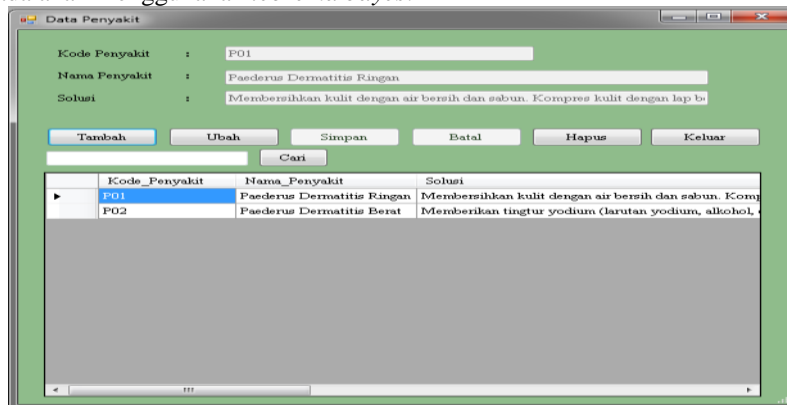 Data Penyakit
Kode Penyakit : P01
Nama Penyakit : Paederus Dermatitis Ringan
Solusi : Membersihkan kulit dengan air bersih dan sabun. Kompres kulit dengan lap b
Tambah Ubah Simpan Batal Hapus Keluar
Cari
Kode_Penyakit Nama_Penyakit Solusi
P01 Paederus Dermatitis Ringan Membersihkan kulit dengan air bersih dan sabun. Komp
P02 Paederus Dermatitis Berat Memberikan tingtur yodium (larutan yodium, alkohol,